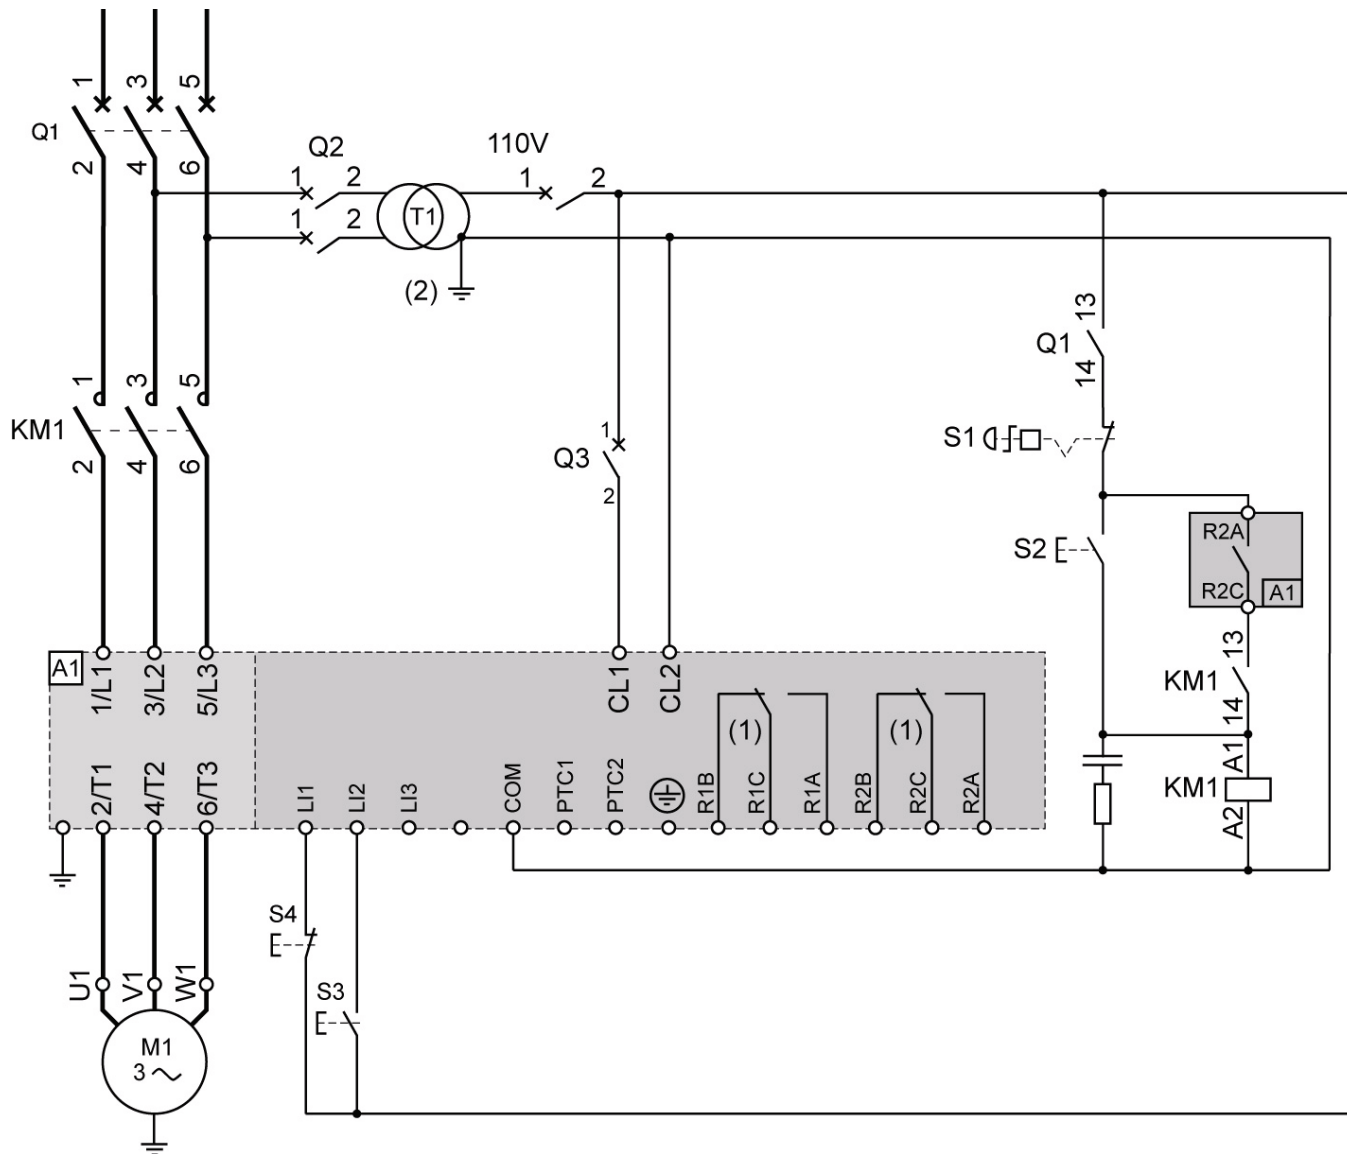 1 3 5
Q1
2 4 6
Q2
110V
1 2
1 2
1 2
T1
(2)
13
Q1
14
1 3 5
KM1
2 4 6
1
Q3
2
S1
S2
R2A
R2C A1
13
KM1
14
A1
KM1
A2
A1
1/L1 3/L2 5/L3
CL1 CL2
(1) (1)
2/T1 4/T2 6/T3
LI1 LI2 LI3 COM PTC1 PTC2 R1B R1C R1A R2B R2C R2A
S4
S3
U1 V1 W1
M1
3